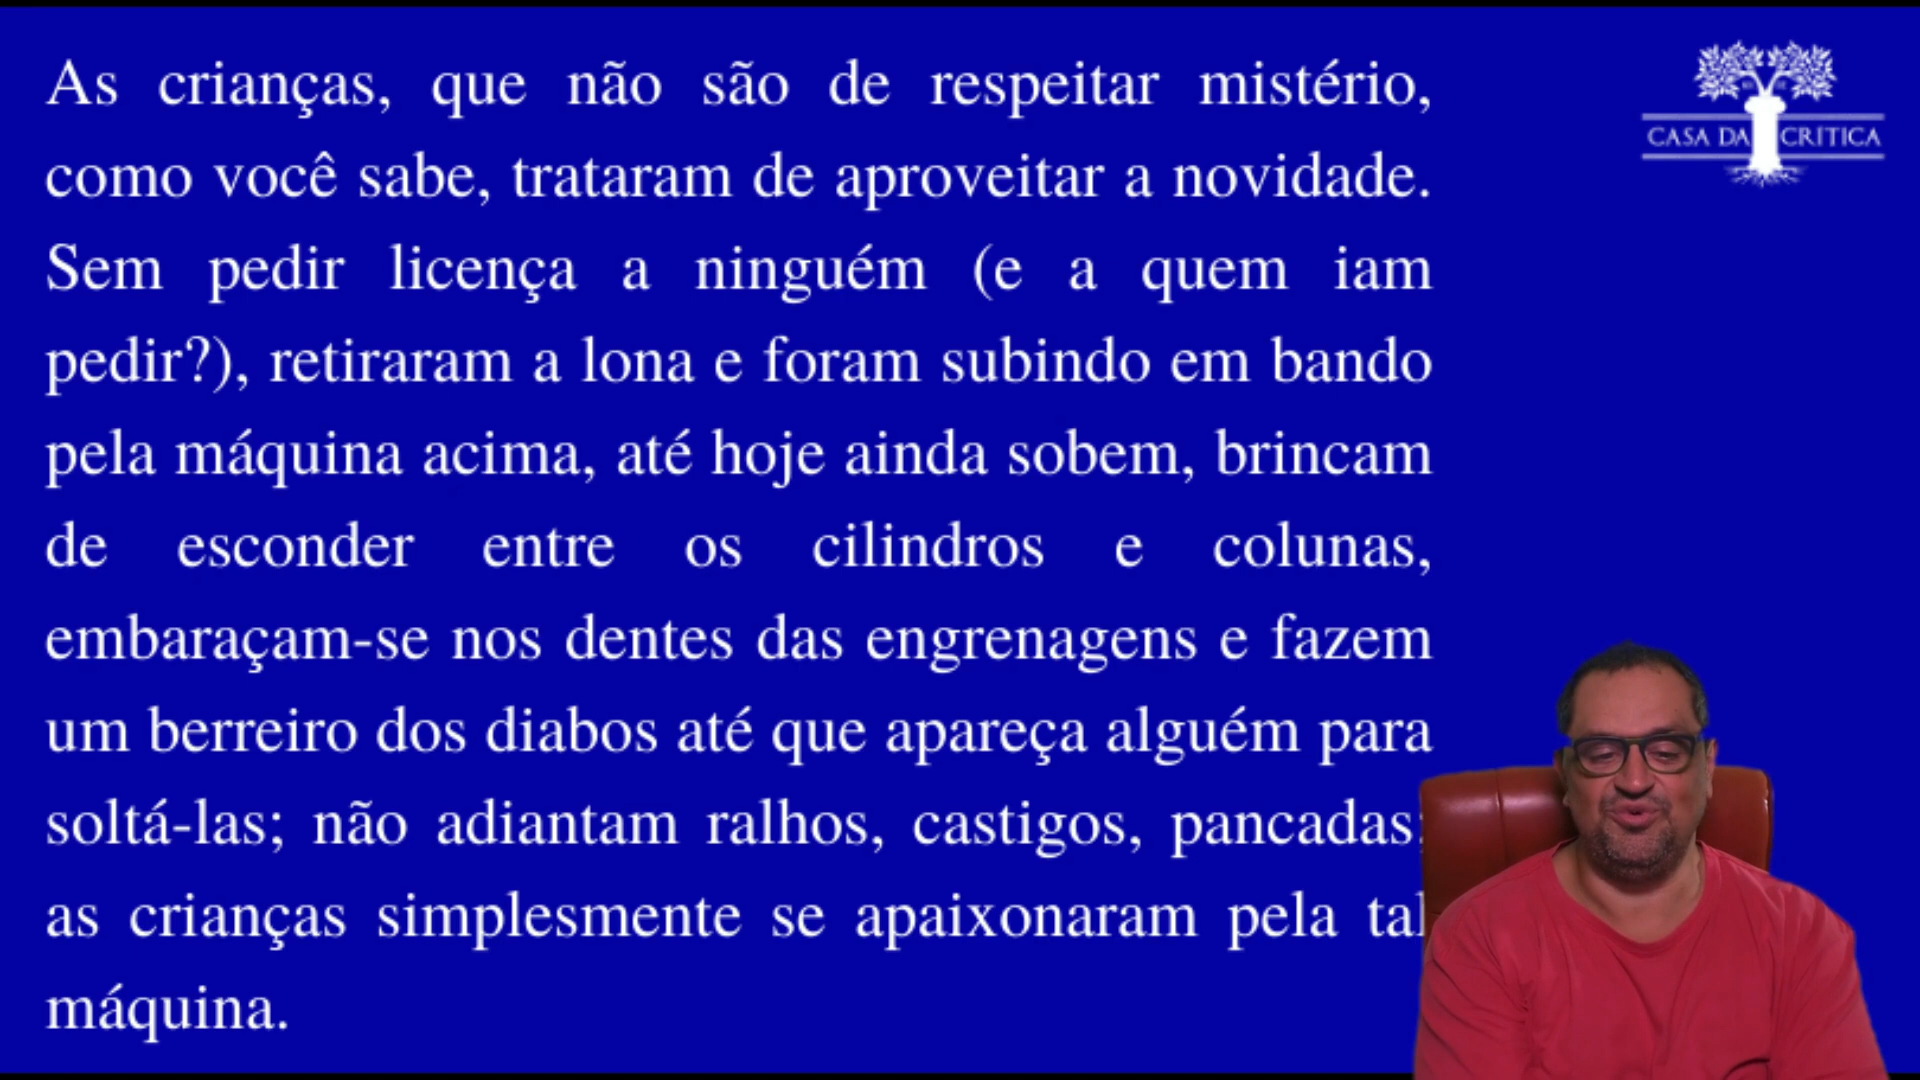 As crianças, que não são de respeitar mistério,
como você sabe, trataram de aproveitar a novidade.
Sem pedir licença a ninguém (e a quem iam
pedir?), retiraram a lona e foram subindo em bando
pela máquina acima, até hoje ainda sobem, brincam
de esconder entre os cilindros e colunas,
embaraçam-se nos dentes das engrenagens e fazem
um berreiro dos diabos até que apareça alguém para
soltá-las; não adiantam ralhos, castigos, pancadas;
as crianças simplesmente se apaixonaram pela tal
máquina.
CASA DA CRÍTICA